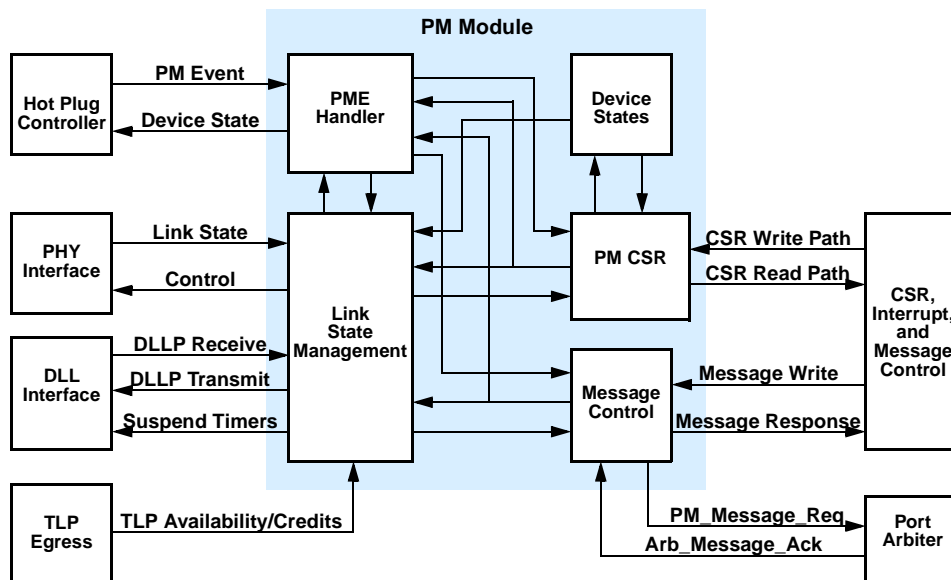 PM Module
PM Event
Hot Plug
Controller
Device State
PME
Handler
Device
States
PHY
Interface
Link State
Control
Link
State
Management
PM CSR
CSR Write Path
CSR Read Path
CSR,
Interrupt,
and
Message
Control
DLL
Interface
DLLP Receive
DLLP Transmit
Suspend Timers
Message
Control
Message Write
Message Response
TLP
Egress
TLP Availability/Credits
PM_Message_Req
Arb_Message_Ack
Port
Arbiter